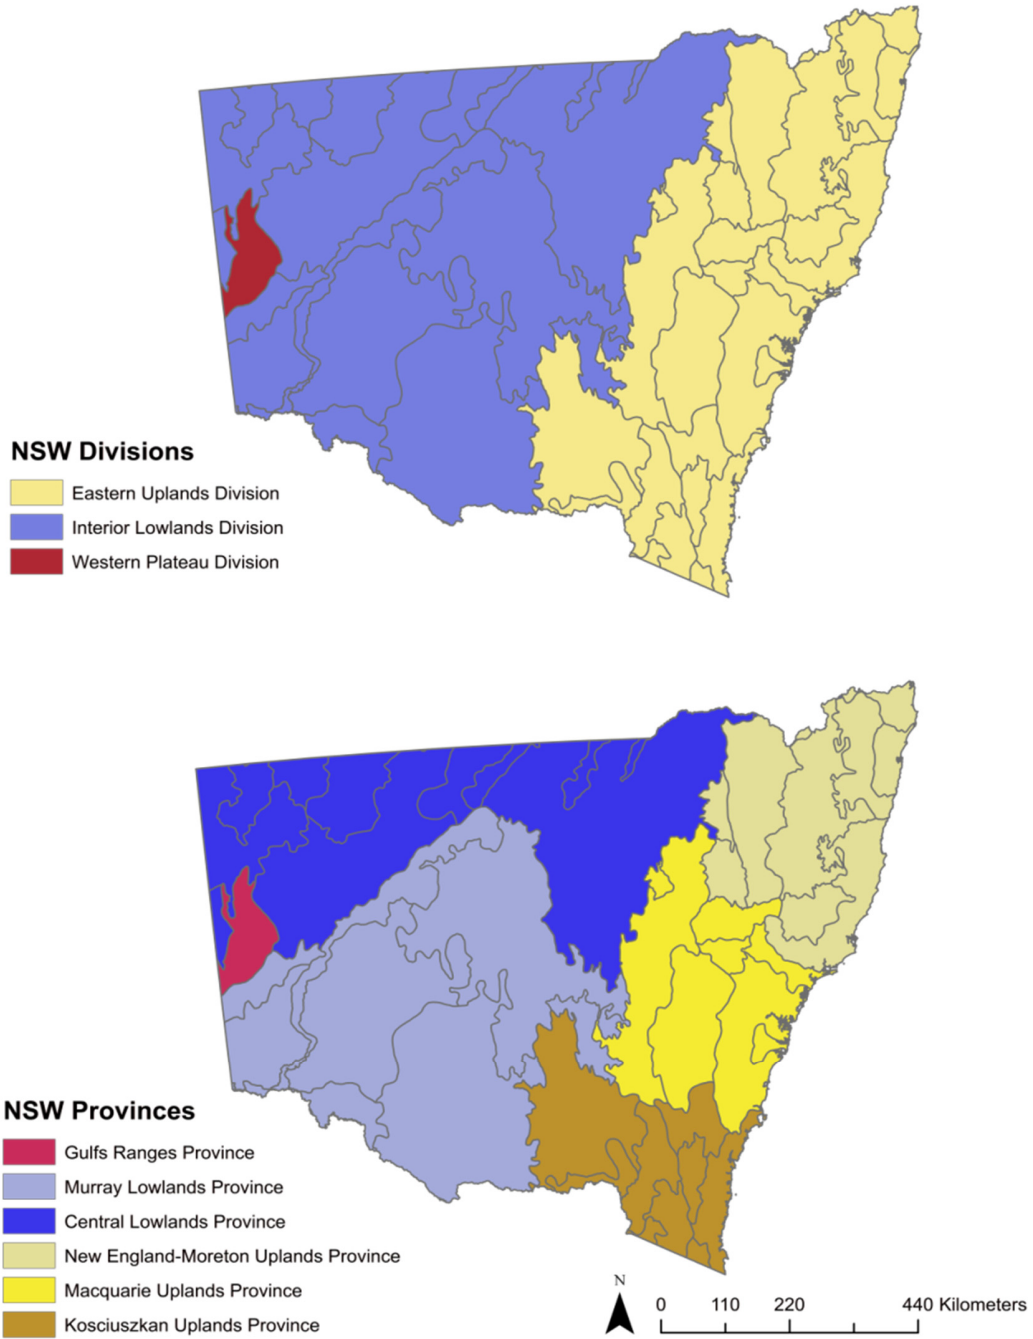 NSW Divisions
Eastern Uplands Division
Interior Lowlands Division
Western Plateau Division
NSW Provinces
Gulfs Ranges Province
Murray Lowlands Province
Central Lowlands Province
New England-Moreton Uplands Province
Macquarie Uplands Province
Kosciuszkan Uplands Province
N
0 110 220 440 Kilometers